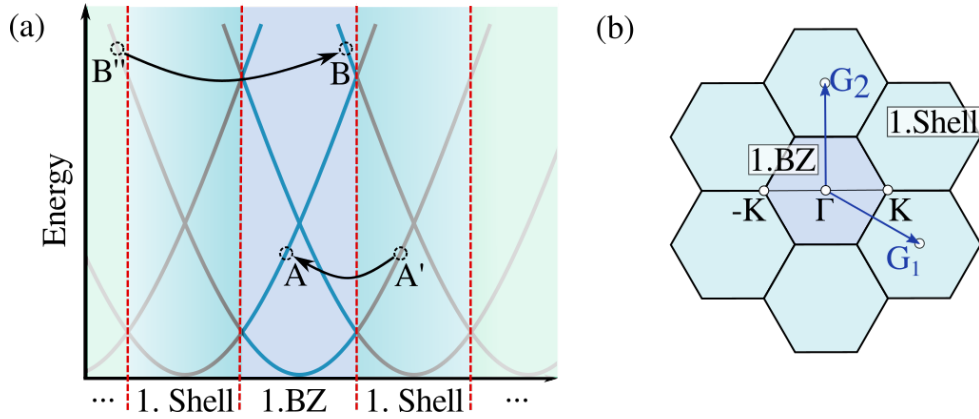 (a)
B"
B
A
A'
Energy
... 1. Shell 1.BZ 1. Shell ...
(b)
G2
1.Shell
1.BZ
-K Γ K
G₁